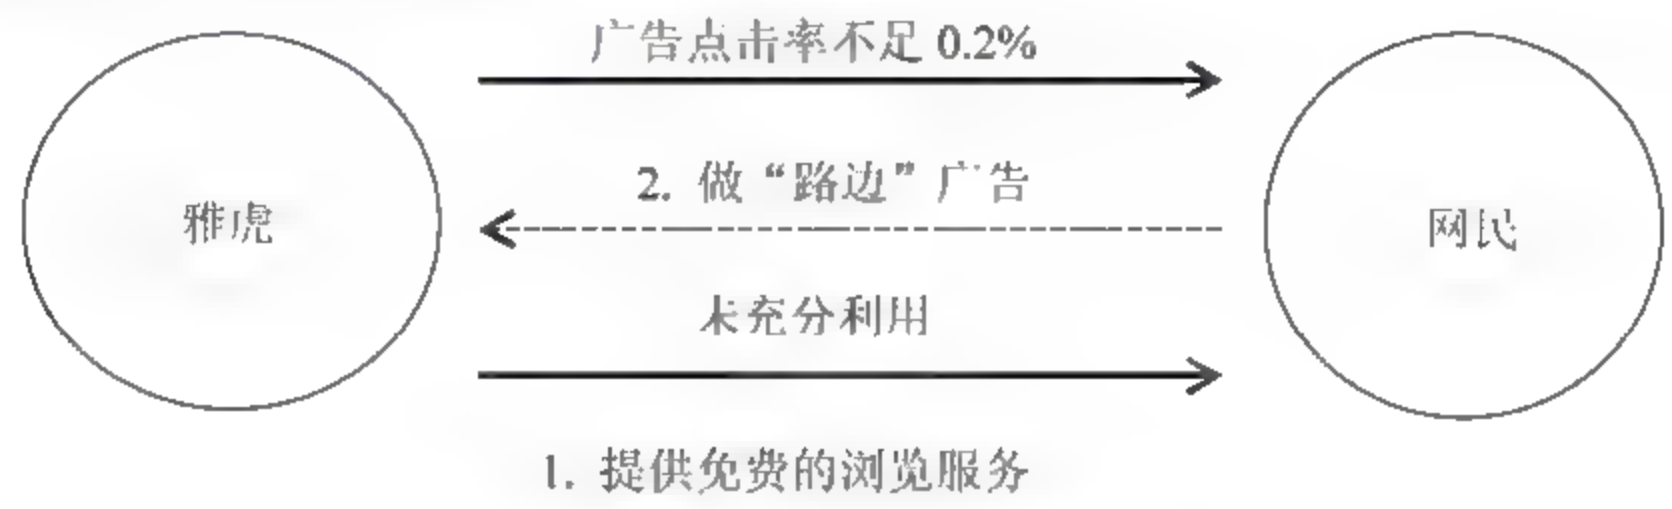 广告点击率不足 0.2%
2. 做“路边”广告
雅虎
网民
未充分利用
1. 提供免费的浏览服务